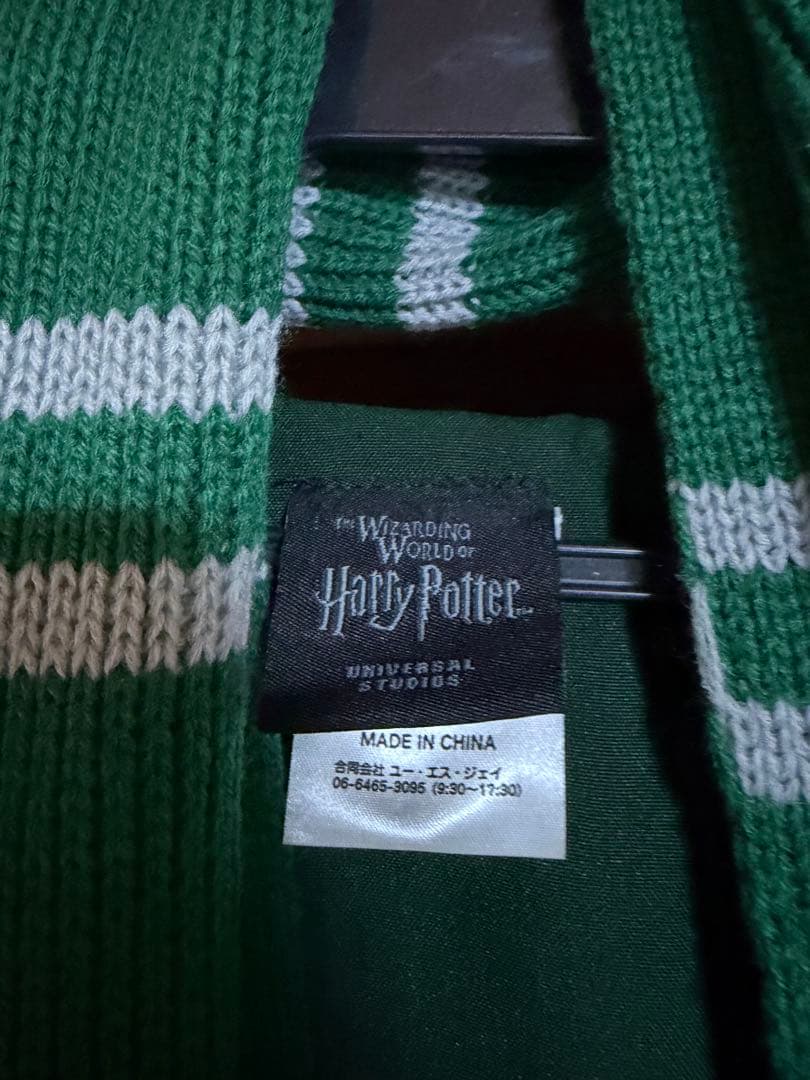 THE WIZARDING
WORLD OF
Harry Potter™
UNIVERSAL
STUDIOS
MADE IN CHINA
合同会社 ユー・エス・ジェイ
06-6465-3095 (9:30~17:30)